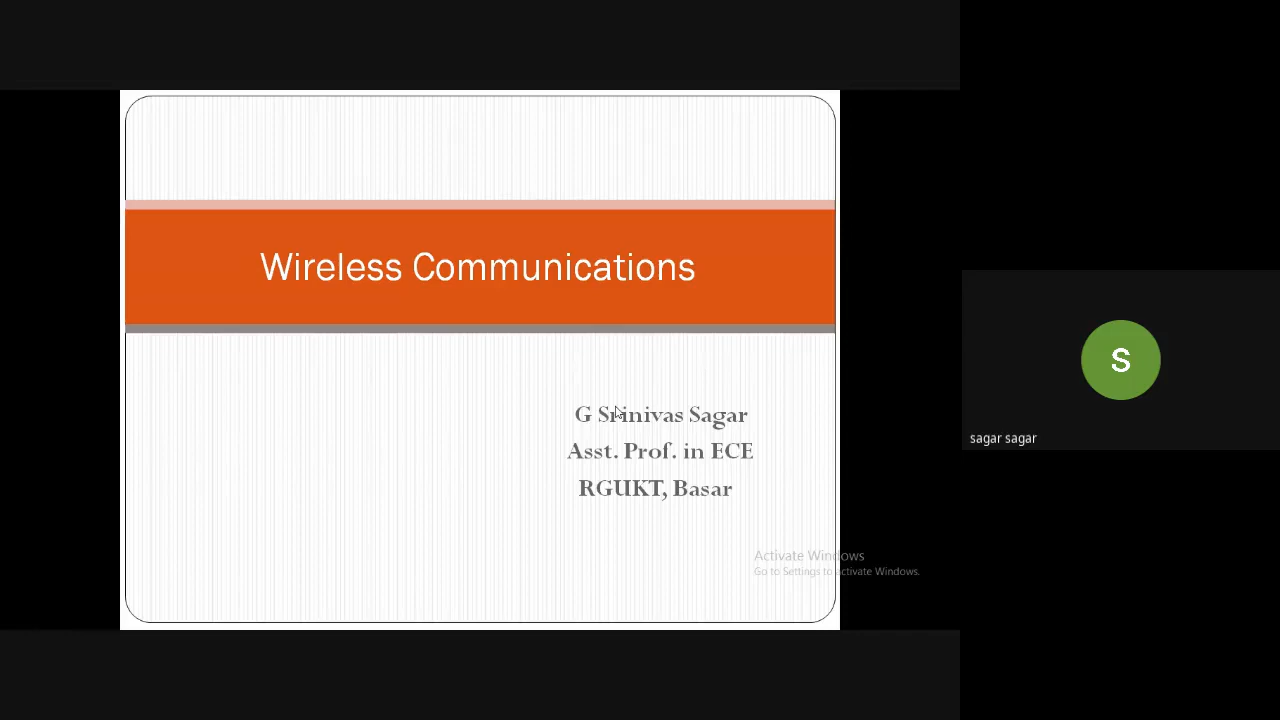 Wireless Communications
G Srinivas Sagar
Asst. Prof. in ECE
RGUKT, Basar
Activate Windows
Go to Settings to activate Windows.
S
sagar sagar